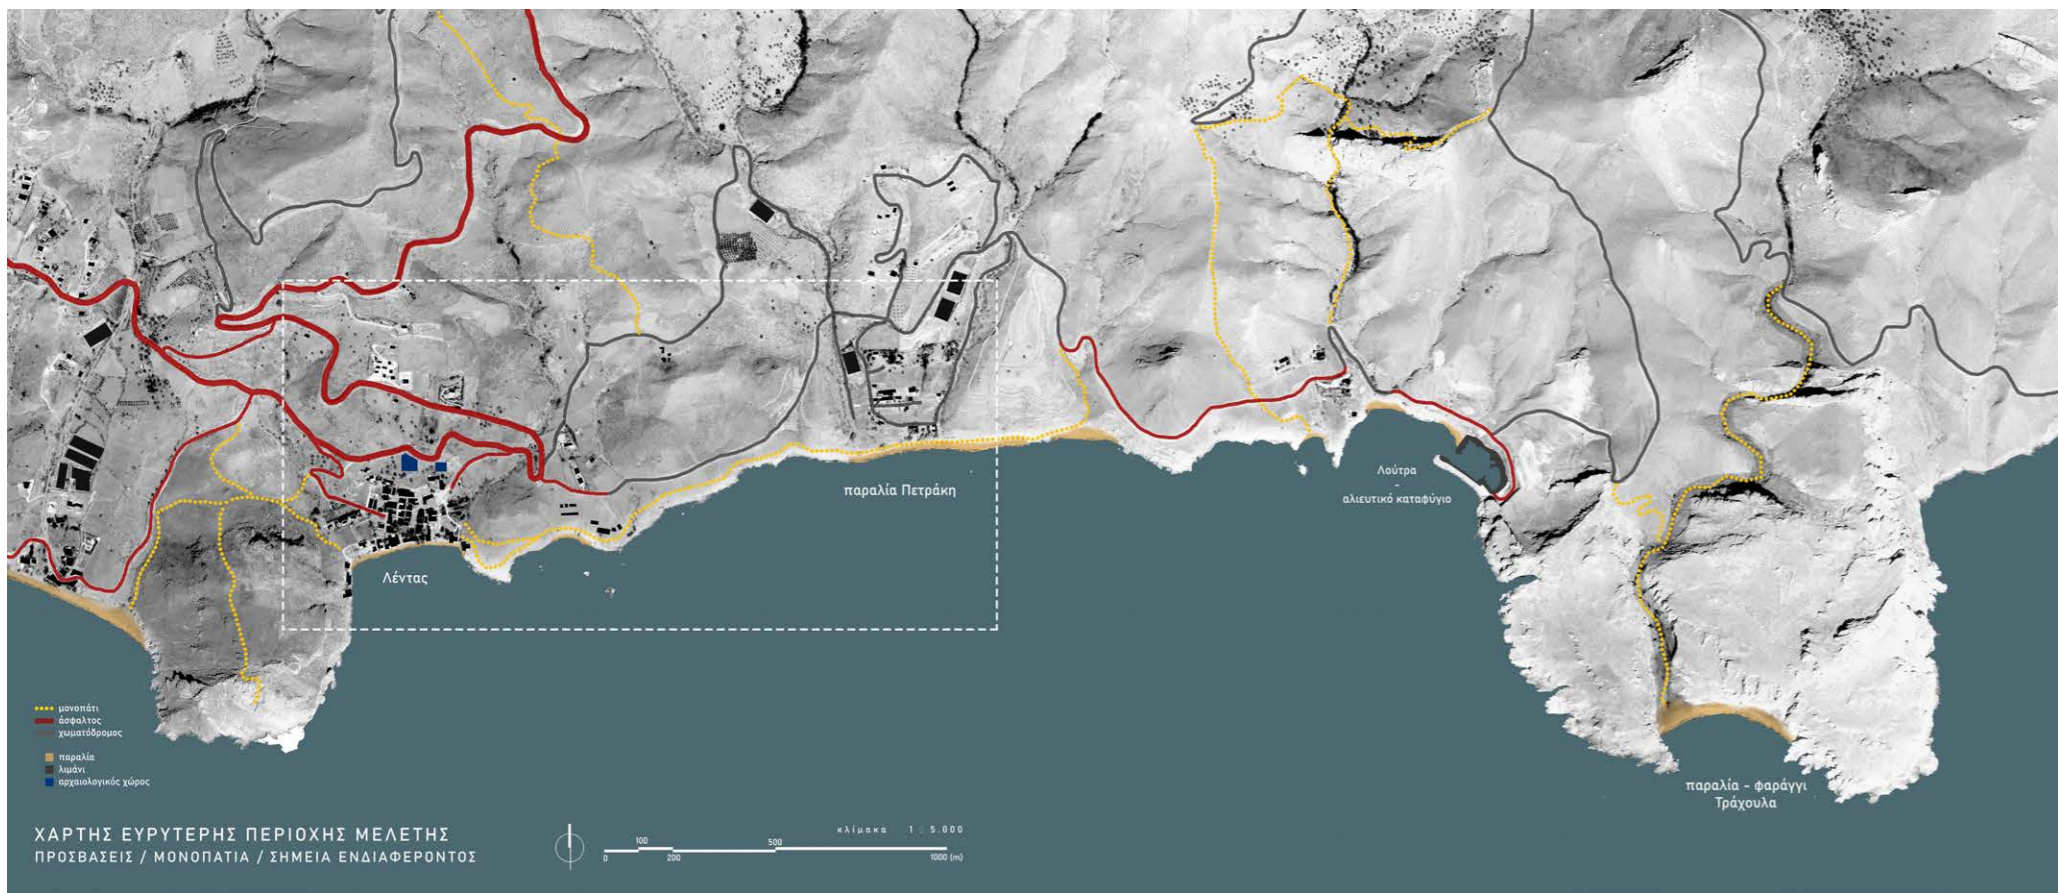 παραλία Πετράκη
Λούτρα
-
αλιευτικό καταφύγιο
Λέντας
μονοπάτι
άσφαλτος
χωματόδρομος
παραλία
λιμάνι
αρχαιολογικός χώρος
παραλία - φαράγγι
Τράχουλα
ΧΑΡΤΗΣ ΕΥΡΥΤΕΡΗΣ ΠΕΡΙΟΧΗΣ ΜΕΛΕΤΗΣ
ΠΡΟΣΒΑΣΕΙΣ / ΜΟΝΟΠΑΤΙΑ / ΣΗΜΕΙΑ ΕΝΔΙΑΦΕΡΟΝΤΟΣ
κλίμακα 1 : 5.000
100 500
0 200 1000 (m)